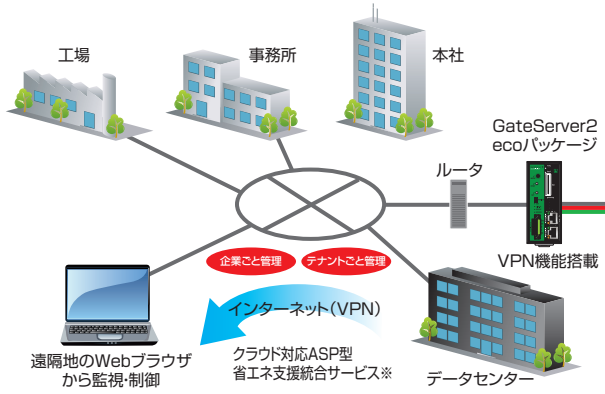 工場
事務所
本社
GateServer2
ecoパッケージ
ルータ
VPN機能搭載
企業ごと管理
テナントごと管理
インターネット(VPN)
クラウド対応ASP型
省エネ支援統合サービス※
遠隔地のWebブラウザ
から監視・制御
データセンター